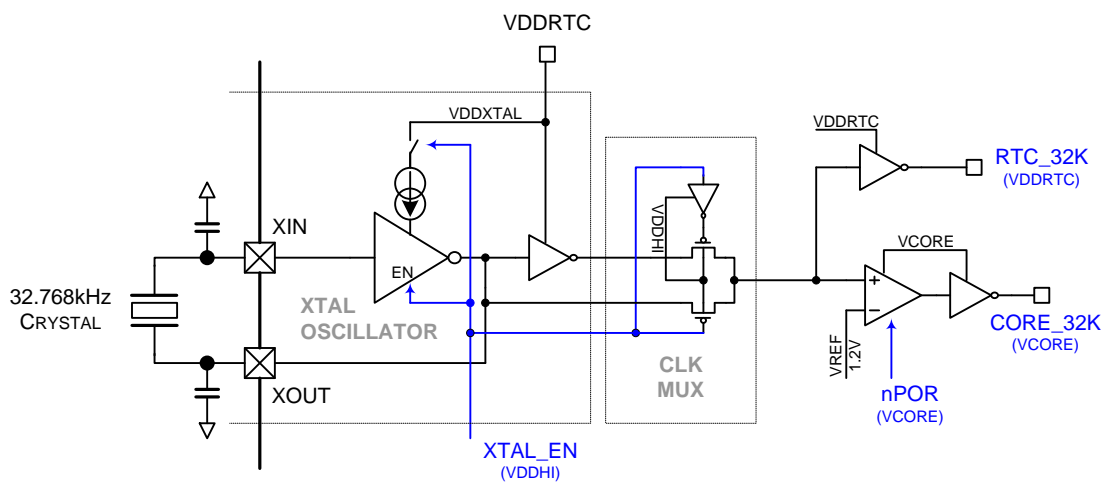 VDDRTC
VDDXTAL
VDDRTC
RTC_32K
(VDDRTC)
XIN
VDDHI
VCORE
EN
32.768kHz
CRYSTAL
XTAL
OSCILLATOR
+
−
CORE_32K
(VCORE)
VREF
1.2V
CLK
MUX
XOUT
nPOR
(VCORE)
XTAL_EN
(VDDHI)